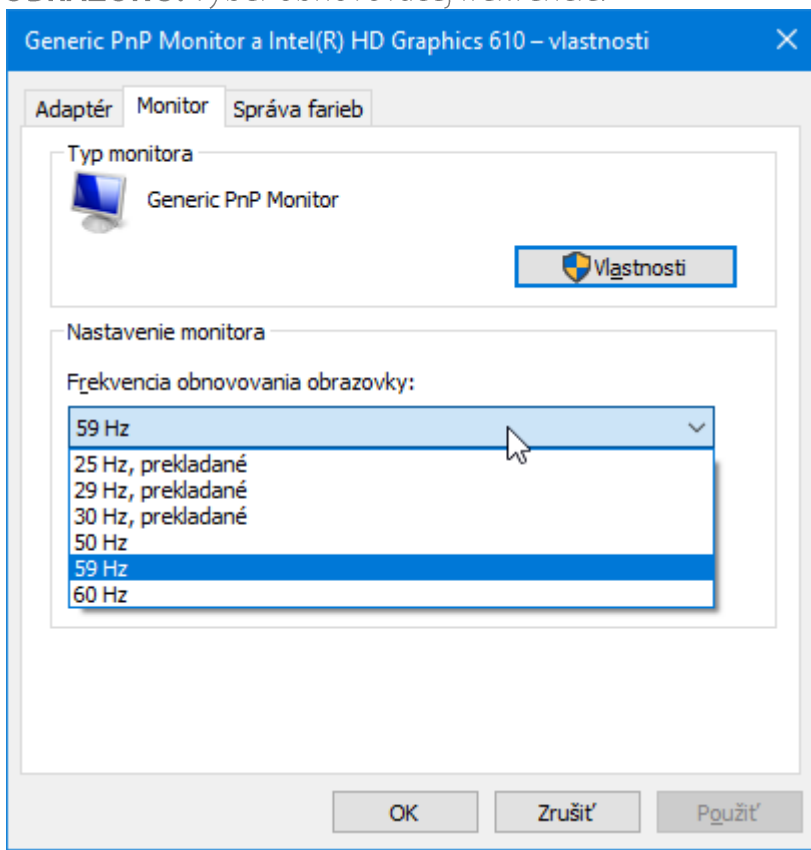 Generic PnP Monitor a Intel(R) HD Graphics 610 – vlastnosti
Adaptér Monitor Správa farieb
Typ monitora
Generic PnP Monitor
Vlastnosti
Nastavenie monitora
Frekvencia obnovovania obrazovky:
59 Hz
25 Hz, prekladané
29 Hz, prekladané
30 Hz, prekladané
50 Hz
59 Hz
60 Hz
OK Zrušiť Použiť